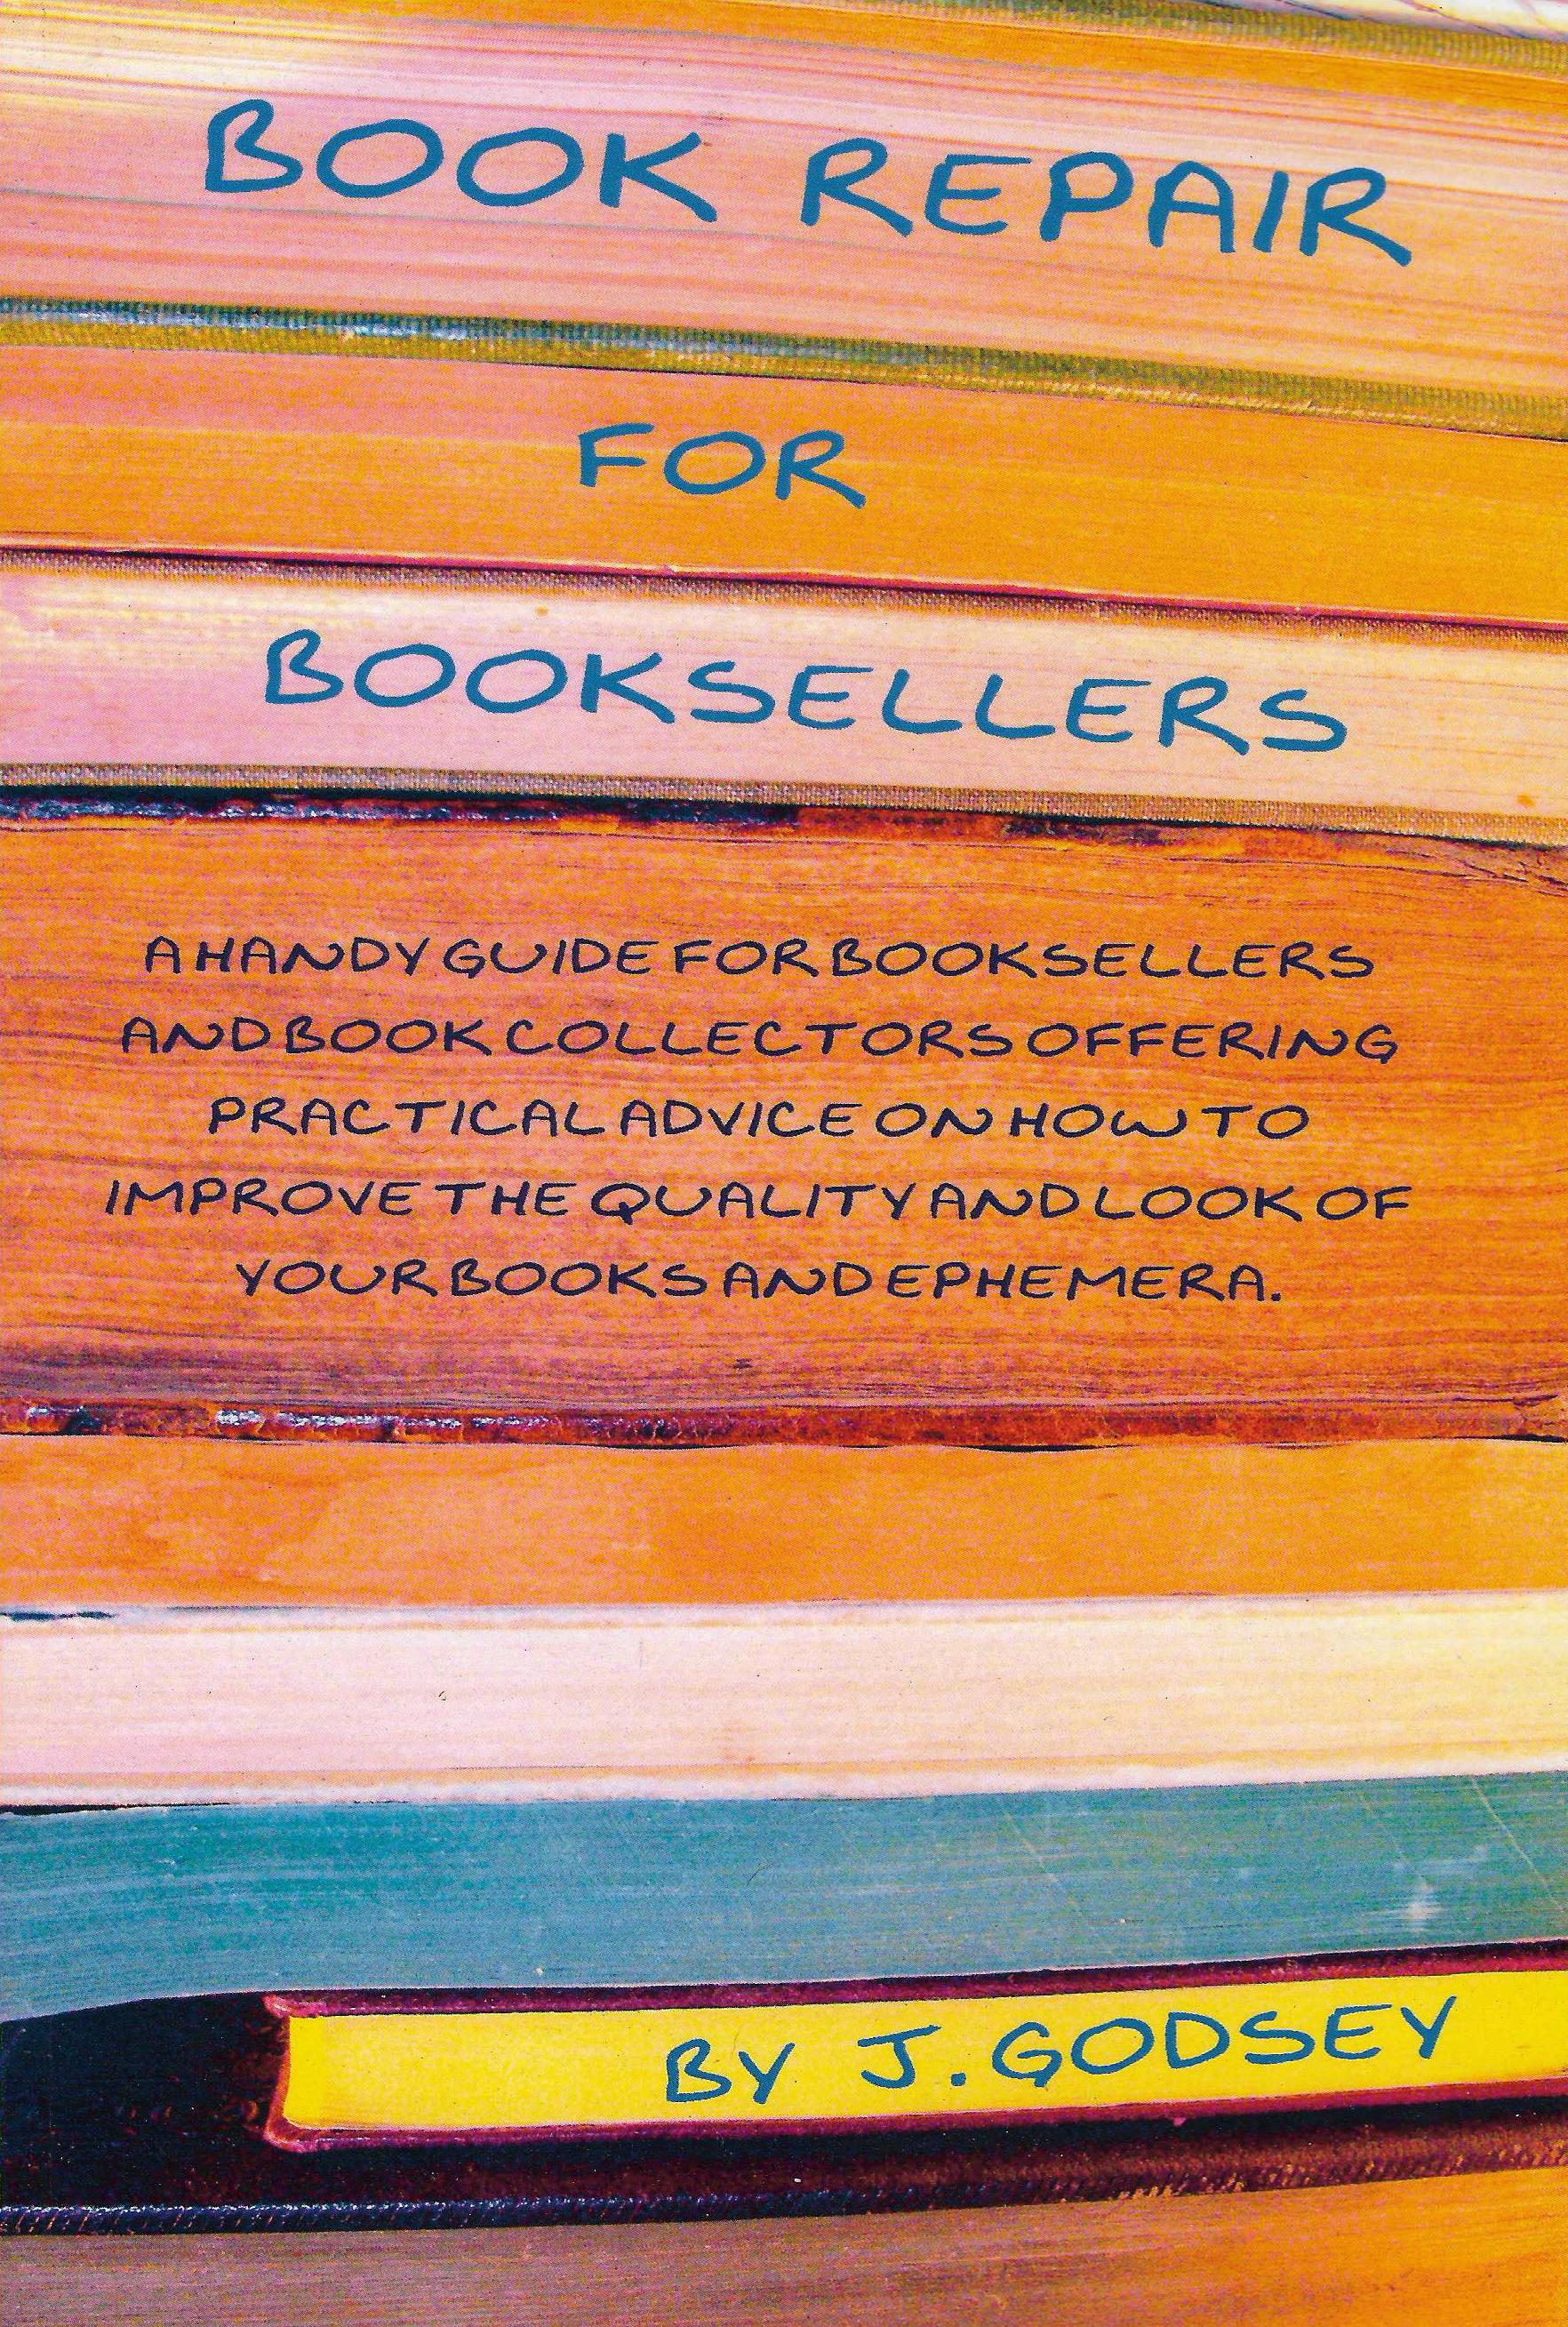 BOOK REPAIR
FOR
BOOKSELLERS
A HANDY GUIDE FOR BOOKSELLERS
AND BOOK COLLECTORS OFFERING
PRACTICAL ADVICE ON HOW TO
IMPROVE THE QUALITY AND LOOK OF
YOUR BOOKS AND EPHEMERA.
BY J. GODSEY